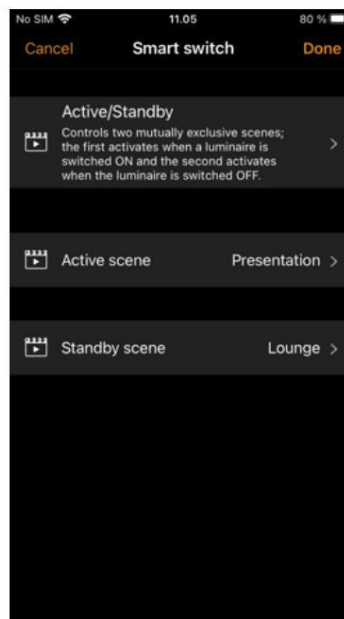 No SIM 11.05 80 %
Cancel Smart switch Done
Active/Standby
Controls two mutually exclusive scenes;
the first activates when a luminaire is
switched ON and the second activates
when the luminaire is switched OFF.
Active scene Presentation
Standby scene Lounge